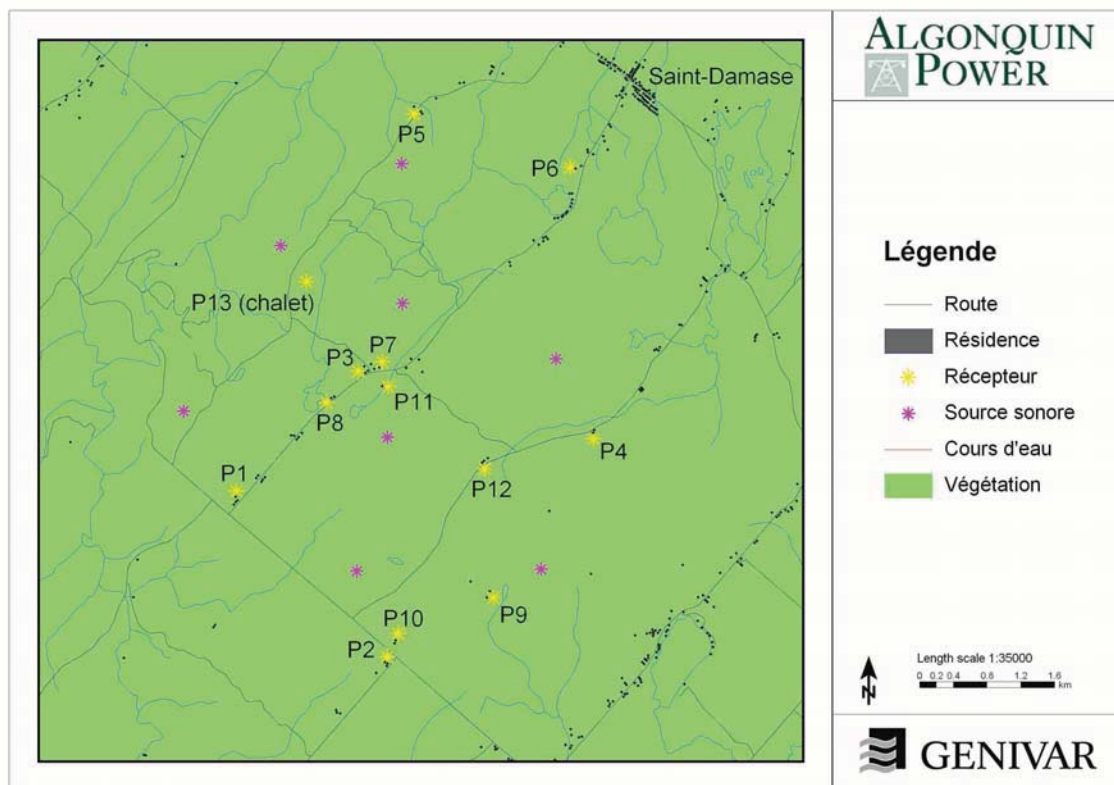 Saint-Damase
P5
P6
P13 (chalet)
P7
P3
P11
P8
P4
P12
P1
P9
P10
P2
ALGONQUIN
POWER
Légende
Route
Résidence
Récepteur
Source sonore
Cours d'eau
Végétation
N
Length scale 1:35000
0 0.2 0.4 0.8 1.2 1.6
km
GENIVAR